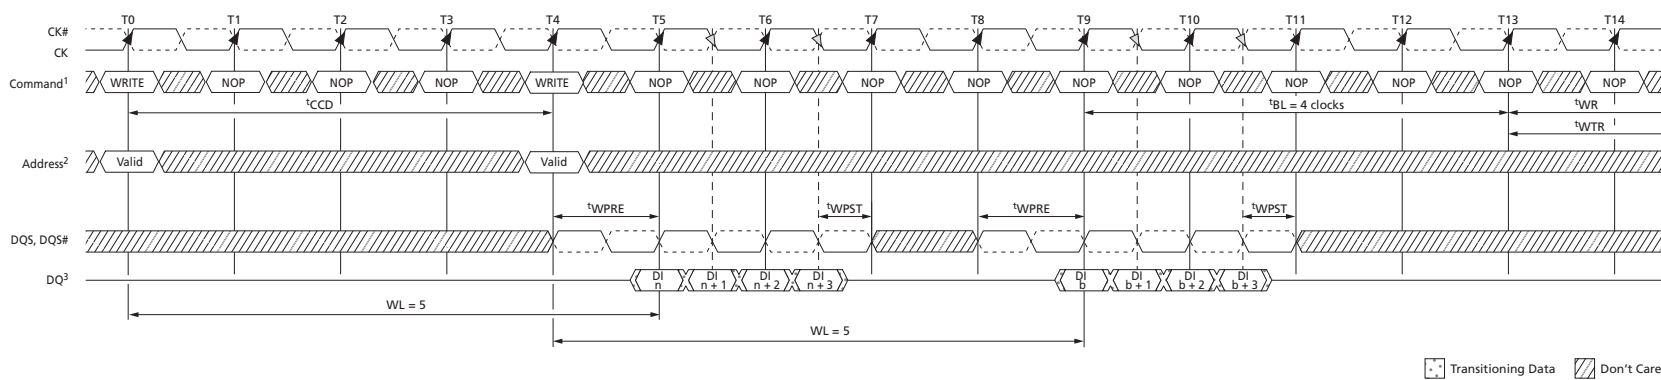 T0 T1 T2 T3 T4 T5 T6 T7 T8 T9 T10 T11 T12 T13 T14
CK#
CK
Command1 WRITE NOP NOP NOP WRITE NOP NOP NOP NOP NOP NOP NOP NOP NOP NOP
tCCD tBL = 4 clocks tWR
tWTR
Address2 Valid Valid
tWPRE tWPST tWPRE tWPST
DQS, DQS#
DQ3 DI n DI n + 1 DI n + 2 DI n + 3 DI b DI b + 1 DI b + 2 DI b + 3
WL = 5
WL = 5
Transitioning Data Don't Care